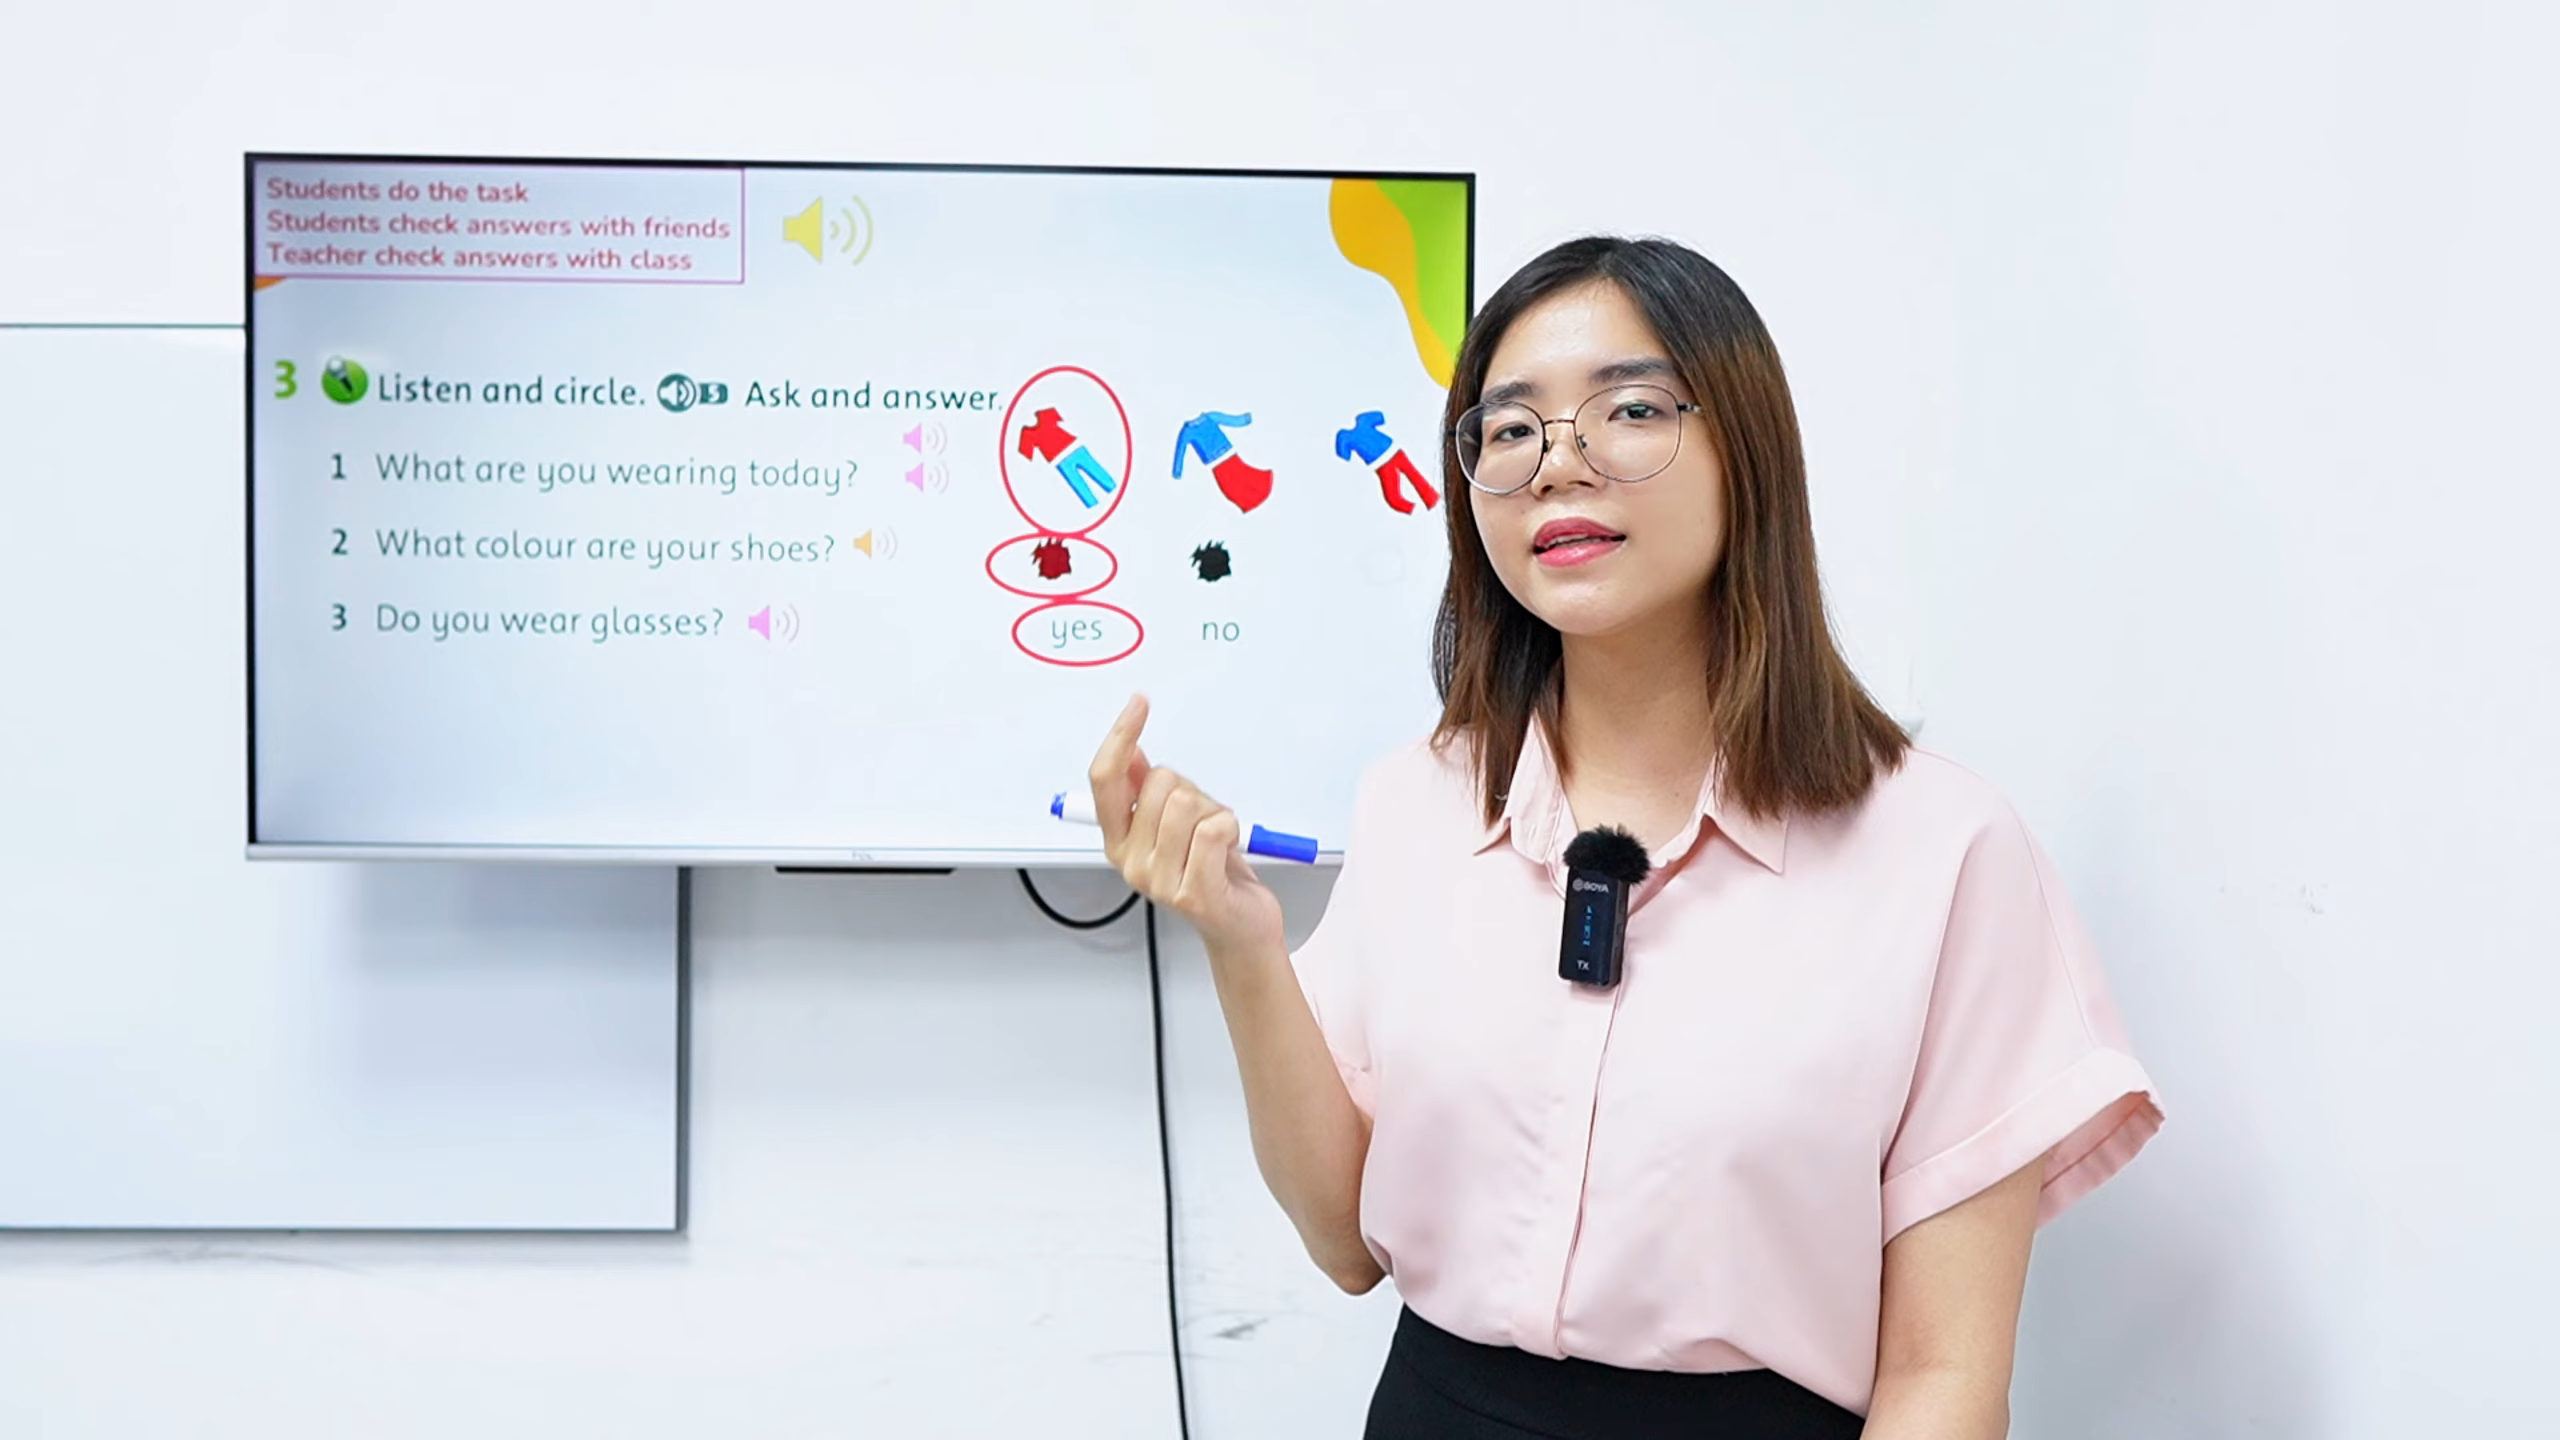 Students do the task
Students check answers with friends
Teacher check answers with class
3 Listen and circle. Ask and answer.
1 What are you wearing today?
2 What colour are your shoes?
3 Do you wear glasses?
yes no
BOYA
TX